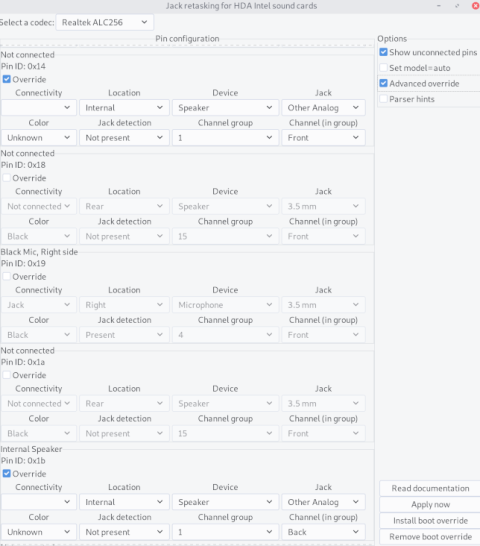 Jack retasking for HDA Intel sound cards
Select a codec: Realtek ALC256
Pin configuration
Not connected
Pin ID: 0x14
Override
Connectivity Location Device Jack
Internal Speaker Other Analog
Color Jack detection Channel group Channel (in group)
Unknown Not present 1 Front
Not connected
Pin ID: 0x18
Override
Connectivity Location Device Jack
Not connected Rear Speaker 3.5 mm
Color Jack detection Channel group Channel (in group)
Black Not present 15 Front
Black Mic, Right side
Pin ID: 0x19
Override
Connectivity Location Device Jack
Jack Right Microphone 3.5 mm
Color Jack detection Channel group Channel (in group)
Black Present 4 Front
Not connected
Pin ID: 0x1a
Override
Connectivity Location Device Jack
Not connected Rear Speaker 3.5 mm
Color Jack detection Channel group Channel (in group)
Black Not present 15 Front
Internal Speaker
Pin ID: 0x1b
Override
Connectivity Location Device Jack
Internal Speaker Other Analog
Color Jack detection Channel group Channel (in group)
Unknown Not present 1 Back
Options
Show unconnected pins
Set model=auto
Advanced override
Parser hints
Read documentation
Apply now
Install boot override
Remove boot override